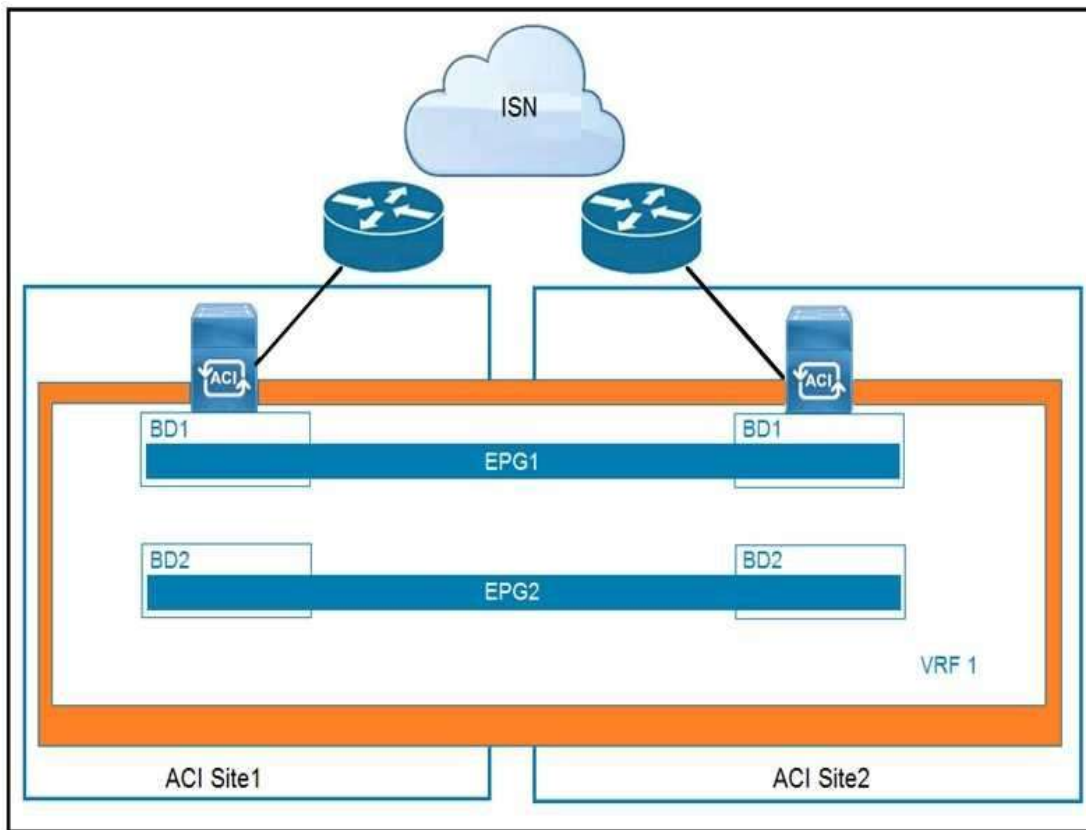 ISN
ACI
ACI
BD1
BD1
EPG1
BD2
BD2
EPG2
VRF 1
ACI Site1
ACI Site2